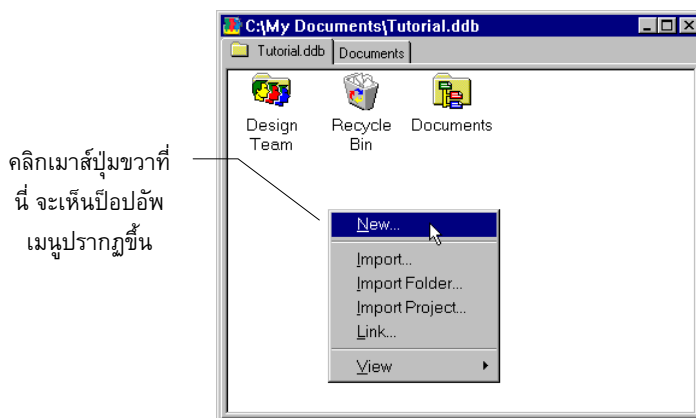 C:\My Documents\Tutorial.ddb
Tutorial.ddb
Documents
Design
Team
Recycle
Bin
Documents
คลิกเมาส์ปุ่มขวาที่
นี่ จะเห็นป็อปอัพ
เมนูปรากฏขึ้น
New...
Import...
Import Folder...
Import Project...
Link...
View